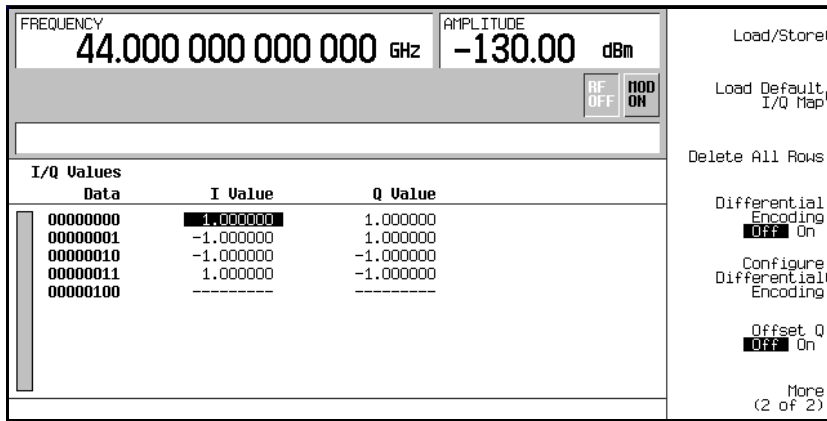 FREQUENCY
44.000 000 000 000 GHz
AMPLITUDE
-130.00 dBm
RF OFF
MOD ON
I/Q Values
Data I Value Q Value
00000000 1.000000 1.000000
00000001 -1.000000 1.000000
00000010 -1.000000 -1.000000
00000011 1.000000 -1.000000
00000100 --------- ---------
Load/Store
Load Default
I/Q Map
Delete All Rows
Differential
Encoding
Off On
Configure
Differential
Encoding
Offset Q
Off On
More
(2 of 2)